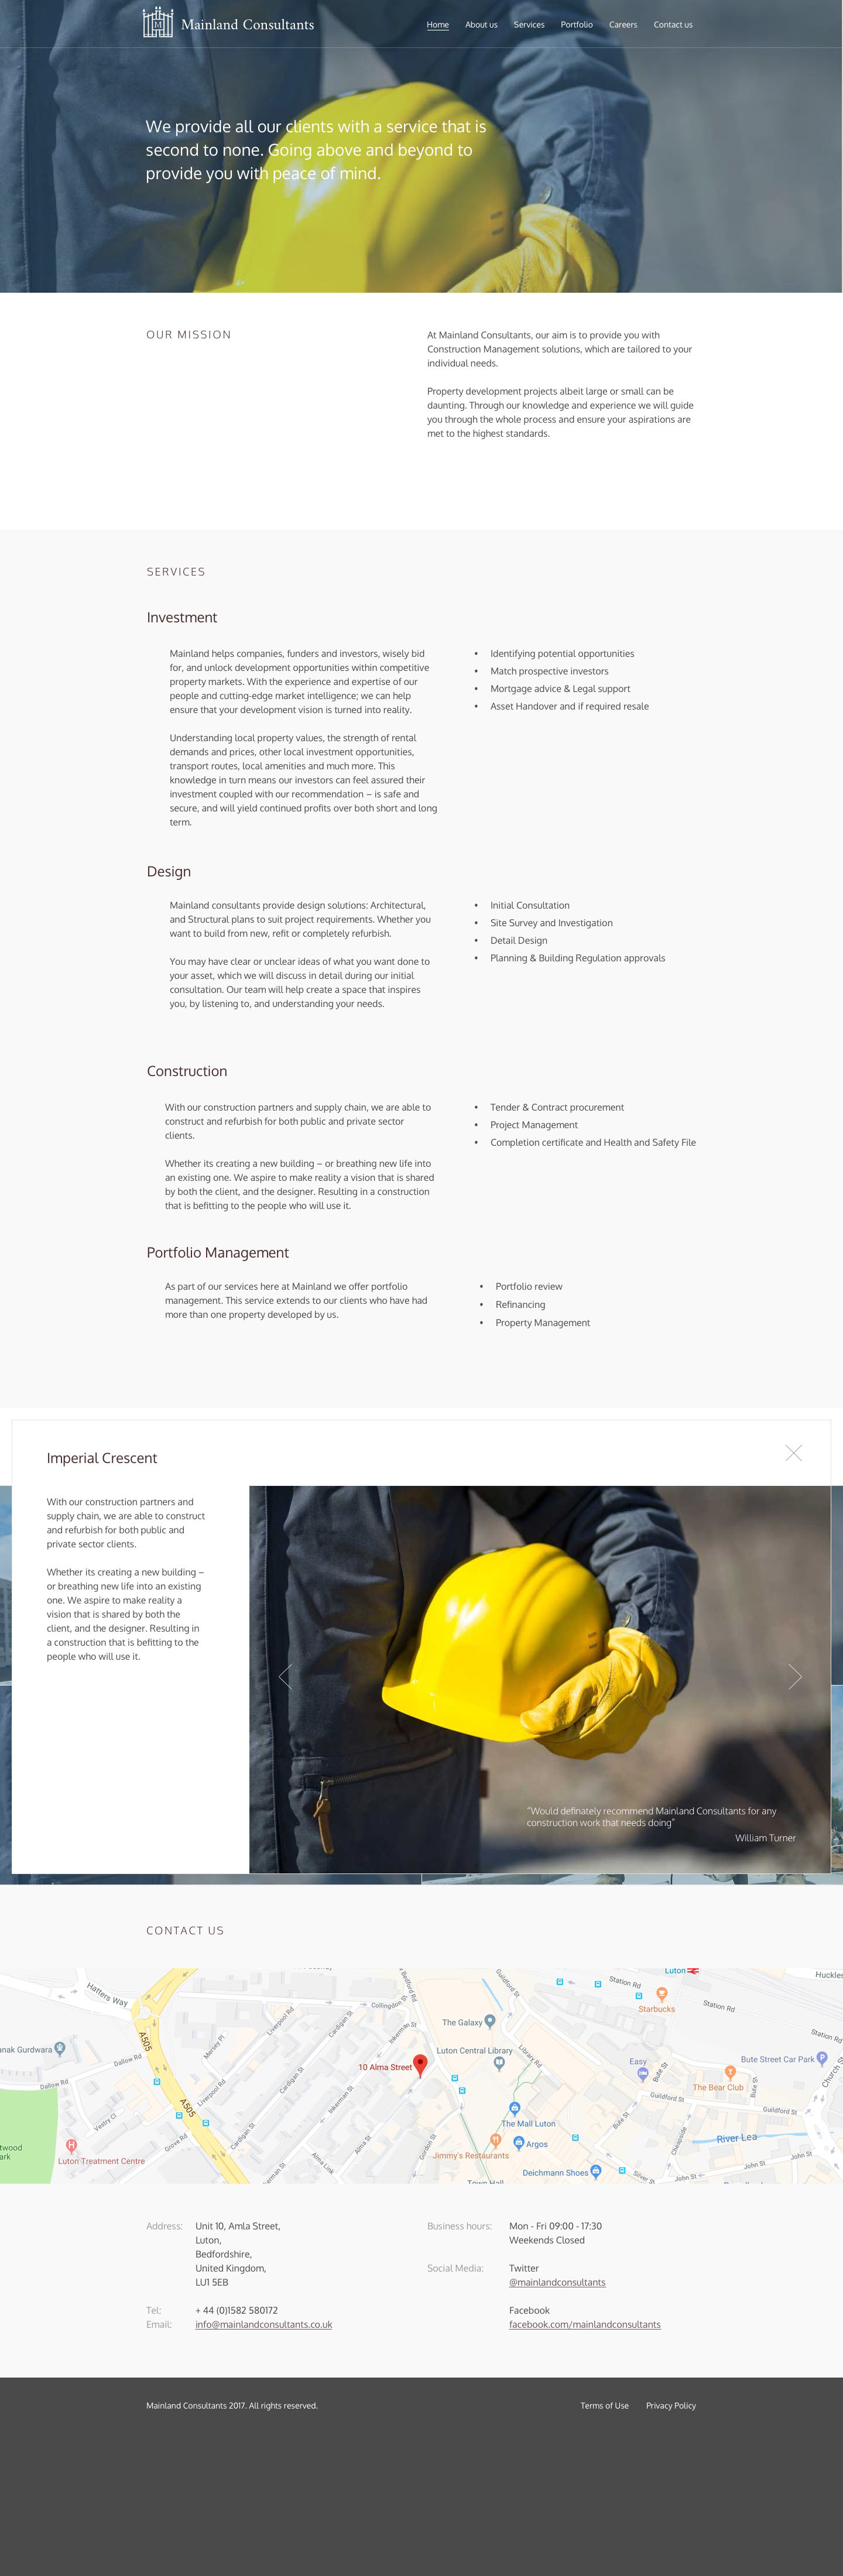 Mainland Consultants
Home About us Services Portfolio Careers Contact us
We provide all our clients with a service that is
second to none. Going above and beyond to
provide you with peace of mind.
OUR MISSION
At Mainland Consultants, our aim is to provide you with
Construction Management solutions, which are tailored to your
individual needs.
Property development projects albeit large or small can be
daunting. Through our knowledge and experience we will guide
you through the whole process and ensure your aspirations are
met to the highest standards.
SERVICES
Investment
Mainland helps companies, funders and investors, wisely bid
for, and unlock development opportunities within competitive
property markets. With the experience and expertise of our
people and cutting-edge market intelligence; we can help
ensure that your development vision is turned into reality.
Understanding local property values, the strength of rental
demands and prices, other local investment opportunities,
transport routes, local amenities and much more. This
knowledge in turn means our investors can feel assured their
investment coupled with our recommendation – is safe and
secure, and will yield continued profits over both short and long
term.
• Identifying potential opportunities
• Match prospective investors
• Mortgage advice & Legal support
• Asset Handover and if required resale
Design
Mainland consultants provide design solutions: Architectural,
and Structural plans to suit project requirements. Whether you
want to build from new, refit or completely refurbish.
You may have clear or unclear ideas of what you want done to
your asset, which we will discuss in detail during our initial
consultation. Our team will help create a space that inspires
you, by listening to, and understanding your needs.
• Initial Consultation
• Site Survey and Investigation
• Detail Design
• Planning & Building Regulation approvals
Construction
With our construction partners and supply chain, we are able to
construct and refurbish for both public and private sector
clients.
Whether its creating a new building – or breathing new life into
an existing one. We aspire to make reality a vision that is shared
by both the client, and the designer. Resulting in a construction
that is befitting to the people who will use it.
• Tender & Contract procurement
• Project Management
• Completion certificate and Health and Safety File
Portfolio Management
As part of our services here at Mainland we offer portfolio
management. This service extends to our clients who have had
more than one property developed by us.
• Portfolio review
• Refinancing
• Property Management
Imperial Crescent
With our construction partners and
supply chain, we are able to construct
and refurbish for both public and
private sector clients.
Whether its creating a new building –
or breathing new life into an existing
one. We aspire to make reality a
vision that is shared by both the
client, and the designer. Resulting in
a construction that is befitting to the
people who will use it.
"Would definately recommend Mainland Consultants for any
construction work that needs doing"
William Turner
CONTACT US
Luton
Station Rd
Starbucks
Station Rd
Station Rd
Hatters Way
Collingdon St
Guildford St
The Galaxy
Luton Central Library
Library Rd
10 Alma Street
A505
A505
Dallow Rd
Dallow Rd
Mersey Pl
Liverpool Rd
Liverpool Rd
Cardigan St
Cardigan St
Cardigan St
Inkerman St
Inkerman St
Easy
Bute St
Bute St
Bute St
Bute Street Car Park
The Bear Club
Guildford St
Guildford St
Church St
The Mall Luton
Argos
Jimmy's Restaurants
Deichmann Shoes
Town Hall
Gordon St
Alma St
Alma Link
Grove Rd
Ventry Cl
Luton Treatment Centre
Cheapside
River Lea
Silver St
John St
John St
John St
Address: Unit 10, Amla Street,
Luton,
Bedfordshire,
United Kingdom,
LU1 5EB
Tel: + 44 (0)1582 580172
Email: info@mainlandconsultants.co.uk
Business hours: Mon - Fri 09:00 - 17:30
Weekends Closed
Social Media: Twitter
@mainlandconsultants
Facebook
facebook.com/mainlandconsultants
Mainland Consultants 2017. All rights reserved.
Terms of Use Privacy Policy